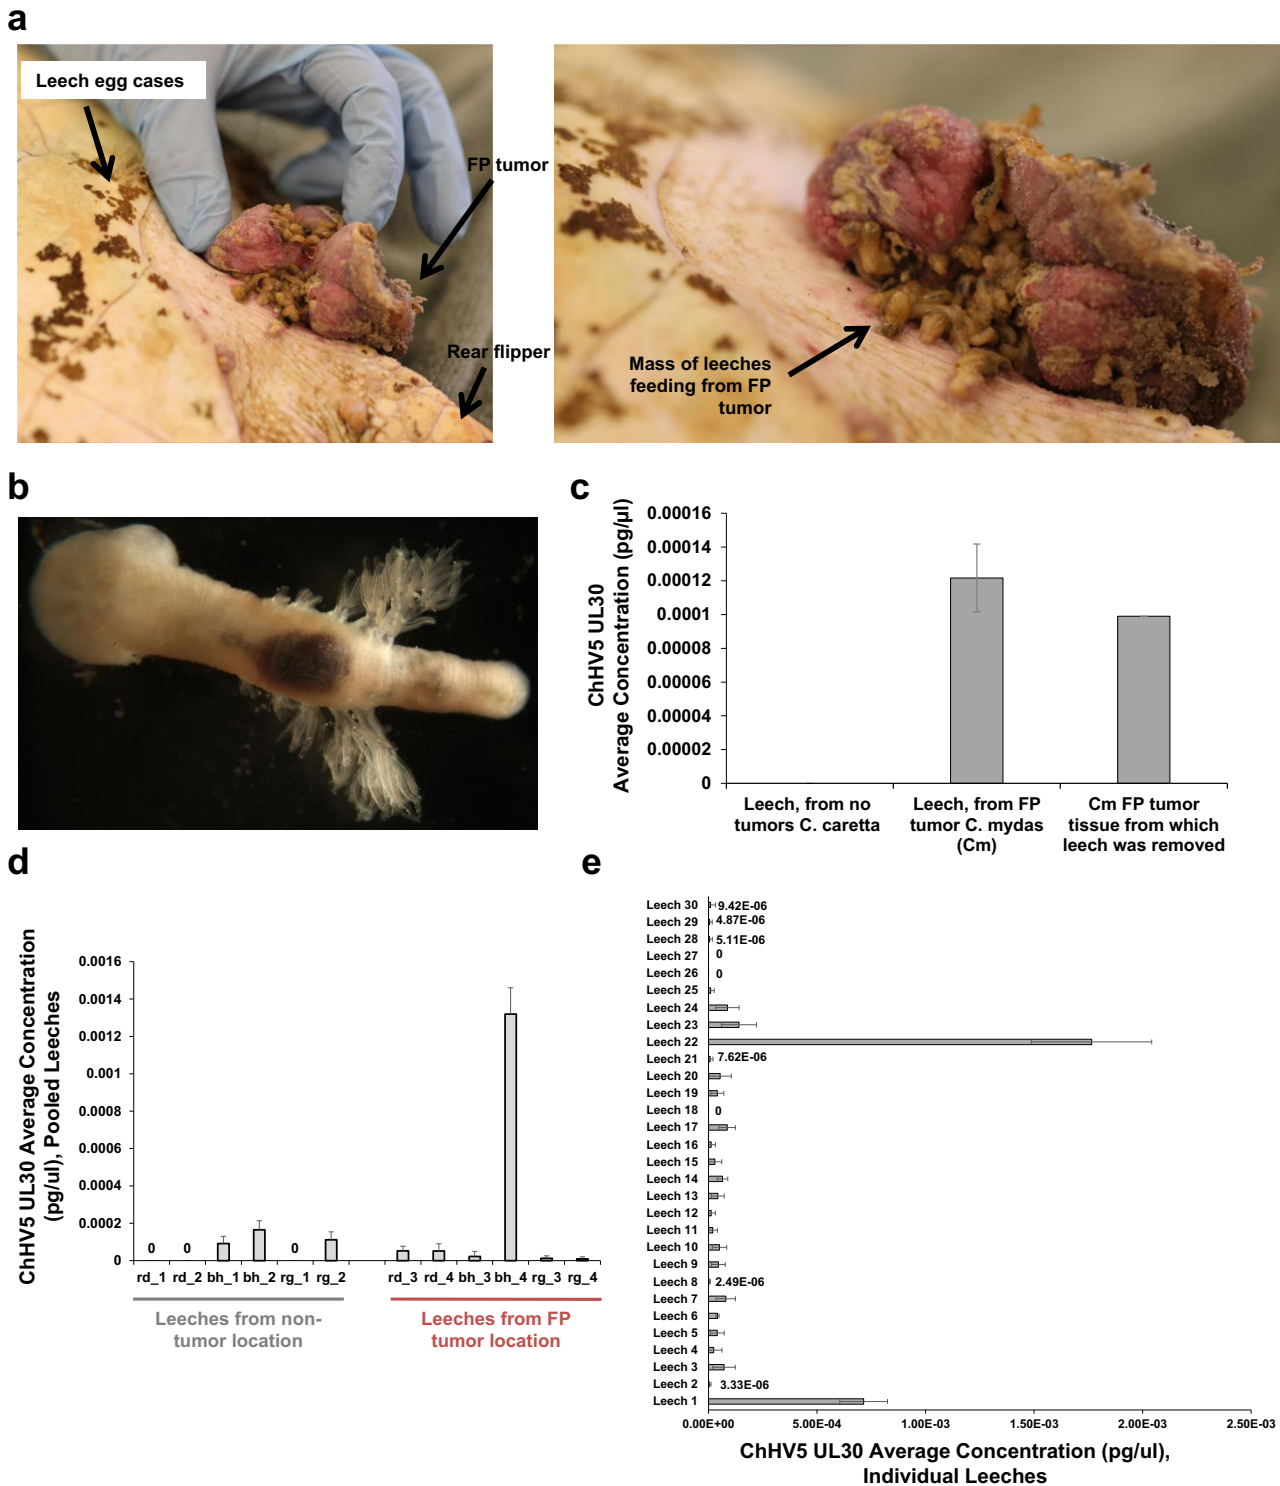 a
Leech egg cases
FP tumor
Rear flipper
Mass of leeches
feeding from FP
tumor
b
c
ChHV5 UL30
Average Concentration (pg/µl)
0.00016
0.00014
0.00012
0.0001
0.00008
0.00006
0.00004
0.00002
0
Leech, from no
tumors C. caretta
Leech, from FP
tumor C. mydas
(Cm)
Cm FP tumor
tissue from which
leech was removed
d
ChHV5 UL30 Average Concentration
(pg/ul), Pooled Leeches
0.0016
0.0014
0.0012
0.001
0.0008
0.0006
0.0004
0.0002
0
0 0 0
rd_1 rd_2 bh_1 bh_2 rg_1 rg_2 rd_3 rd_4 bh_3 bh_4 rg_3 rg_4
Leeches from non-
tumor location
Leeches from FP
tumor location
e
Leech 30 9.42E-06
Leech 29 4.87E-06
Leech 28 5.11E-06
Leech 27 0
Leech 26 0
Leech 25
Leech 24
Leech 23
Leech 22
Leech 21 7.62E-06
Leech 20
Leech 19
Leech 18 0
Leech 17
Leech 16
Leech 15
Leech 14
Leech 13
Leech 12
Leech 11
Leech 10
Leech 9
Leech 8 2.49E-06
Leech 7
Leech 6
Leech 5
Leech 4
Leech 3
Leech 2 3.33E-06
Leech 1
0.00E+00 5.00E-04 1.00E-03 1.50E-03 2.00E-03 2.50E-03
ChHV5 UL30 Average Concentration (pg/ul),
Individual Leeches